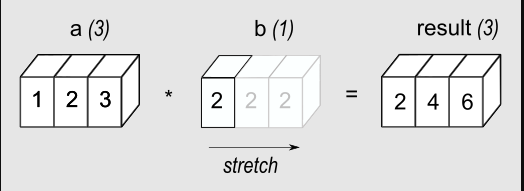 a (3) b (1) result (3)
1 2 3 * 2 2 2 = 2 4 6
stretch